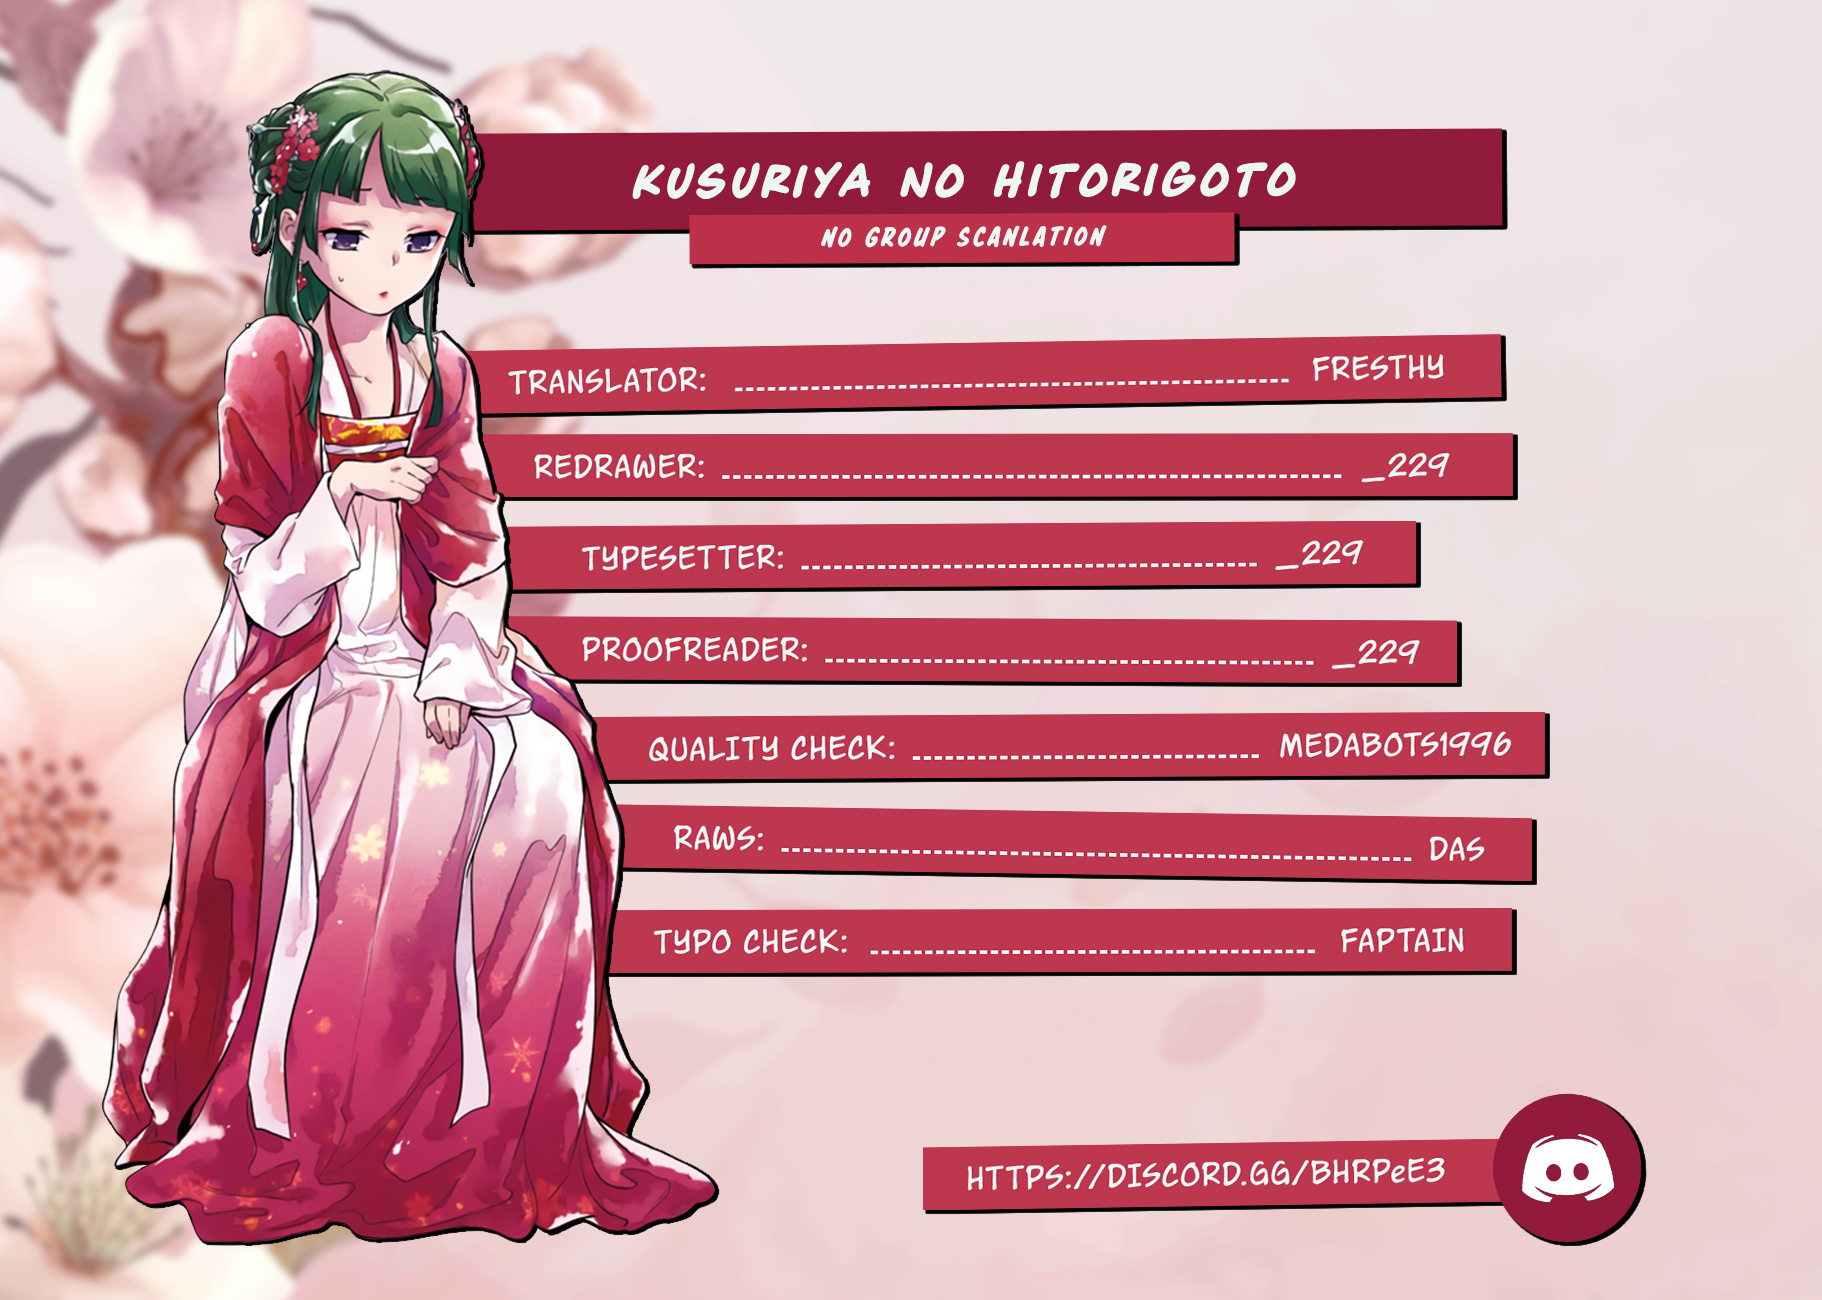 KUSURIYA NO HITORIGOTO
NO GROUP SCANLATION
TRANSLATOR: FRESTHY
REDRAWER: _229
TYPESETTER: _229
PROOFREADER: _229
QUALITY CHECK: MEDABOTS1996
RAWS: DAS
TYPO CHECK: FAPTAIN
HTTPS://DISCORD.GG/BHRPeE3